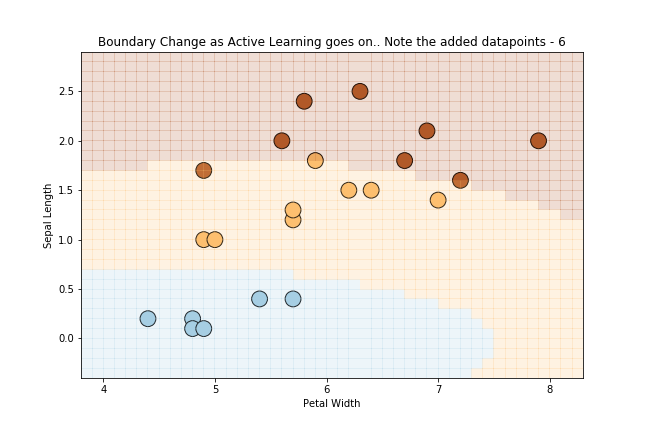 Boundary Change as Active Learning goes on.. Note the added datapoints - 6
2.5
2.0
1.5
1.0
0.5
0.0
Sepal Length
4 5 6 7 8
Petal Width